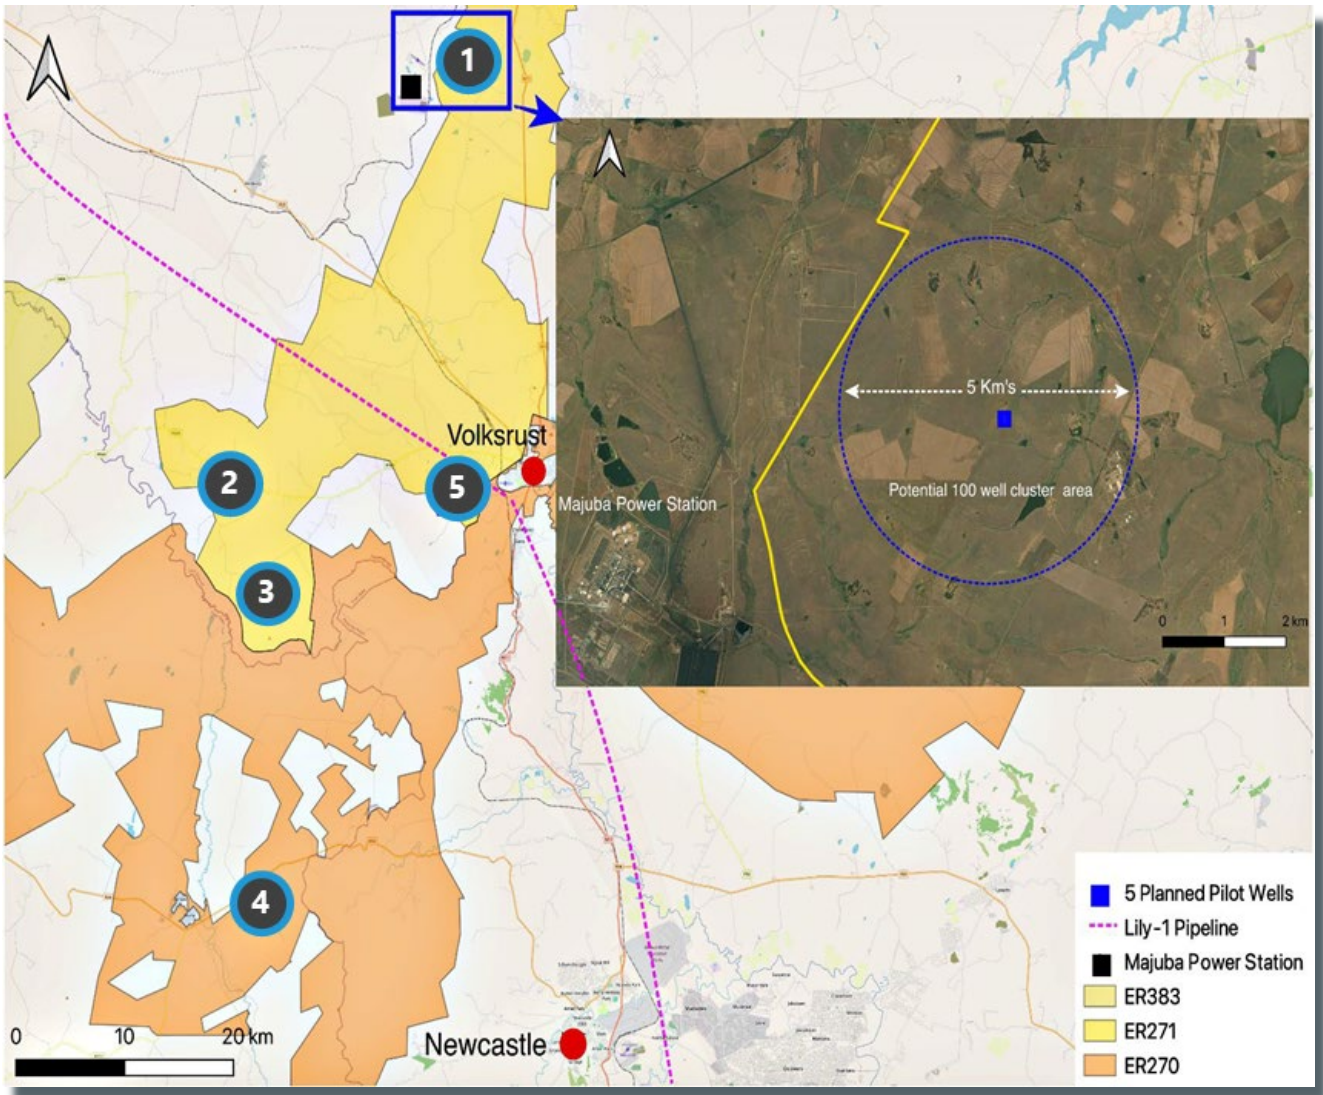 1
Volksrust
2
5
3
4
Newcastle
0 10 20 km
5 Km's
Potential 100 well cluster area
Majuba Power Station
0 1 2 km
5 Planned Pilot Wells
Lily-1 Pipeline
Majuba Power Station
ER383
ER271
ER270